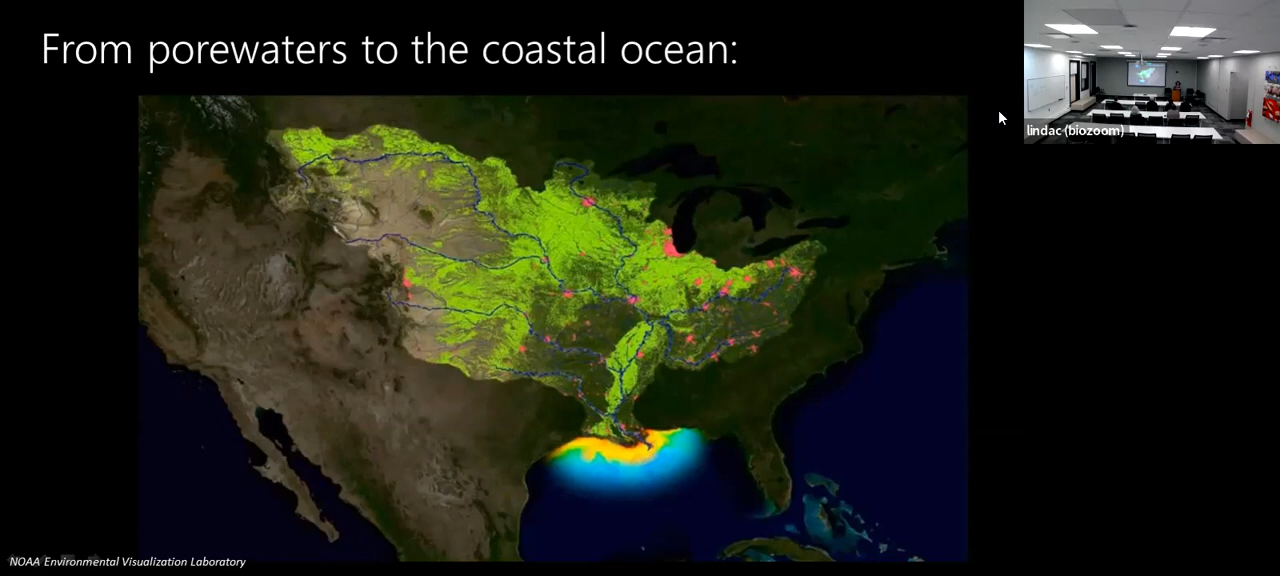 From porewaters to the coastal ocean:
lindac (biozoom)
NOAA Environmental Visualization Laboratory